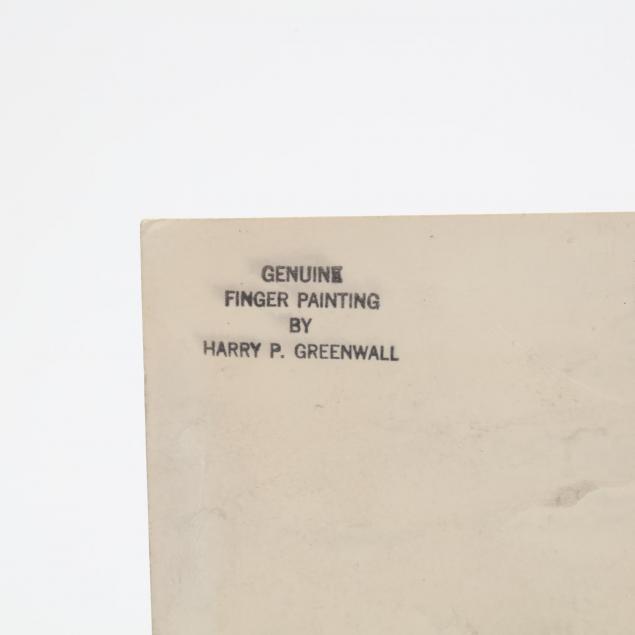 GENUINE
FINGER PAINTING
BY
HARRY P. GREENWALL